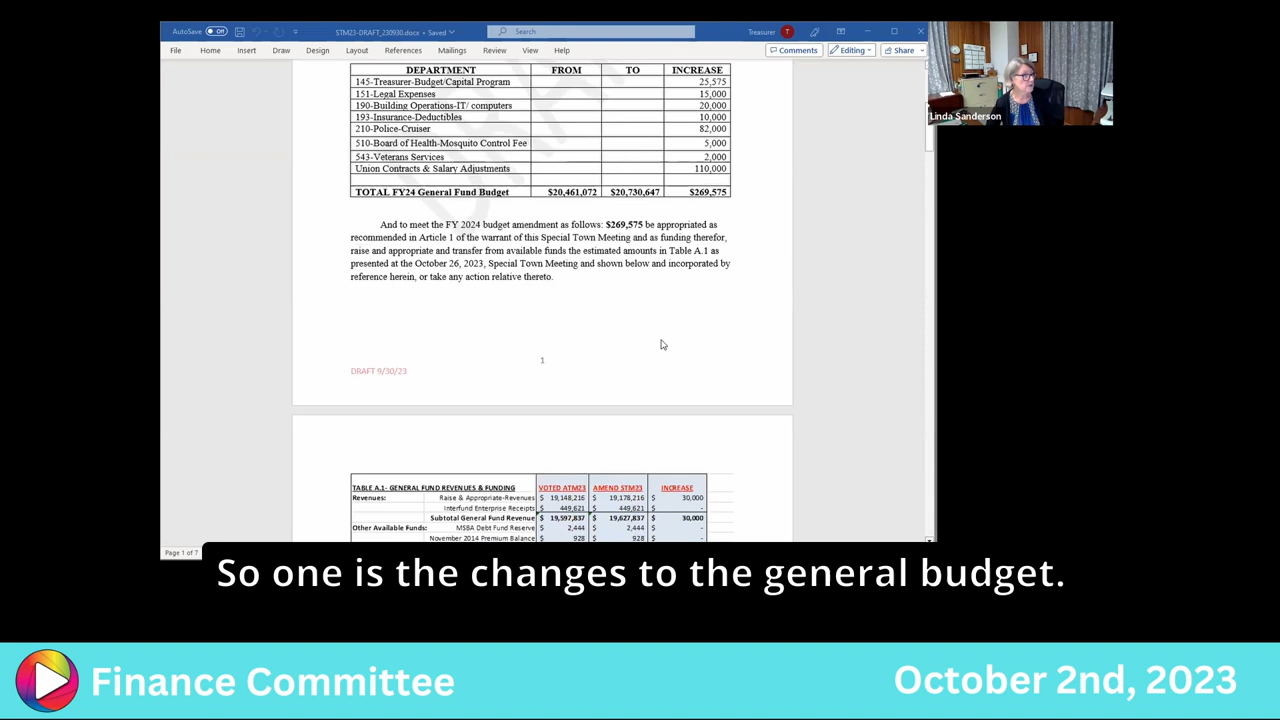 AutoSave Off STM23-DRAFT_230930.docx - Saved Search Treasurer T
File Home Insert Draw Design Layout References Mailings Review View Help Comments Editing Share
DRAF
DEPARTMENT FROM TO INCREASE
145-Treasurer-Budget/Capital Program 25,575
151-Legal Expenses 15,000
190-Building Operations-IT/ computers 20,000
193-Insurance-Deductibles 10,000
210-Police-Cruiser 82,000
510-Board of Health-Mosquito Control Fee 5,000
543-Veterans Services 2,000
Union Contracts & Salary Adjustments 110,000
TOTAL FY24 General Fund Budget $20,461,072 $20,730,647 $269,575
And to meet the FY 2024 budget amendment as follows: $269,575 be appropriated as
recommended in Article 1 of the warrant of this Special Town Meeting and as funding therefor,
raise and appropriate and transfer from available funds the estimated amounts in Table A.1 as
presented at the October 26, 2023, Special Town Meeting and shown below and incorporated by
reference herein, or take any action relative thereto.
1
DRAFT 9/30/23
TABLE A.1- GENERAL FUND REVENUES & FUNDING VOTED ATM23 AMEND STM23 INCREASE
Revenues: Raise & Appropriate-Revenues $ 19,148,216 $ 19,178,216 $ 30,000
Interfund Enterprise Receipts $ 449,621 $ 449,621 $ -
Subtotal General Fund Revenue $ 19,597,837 $ 19,627,837 $ 30,000
Other Available Funds: MSBA Debt Fund Reserve $ 2,444 $ 2,444 $ -
November 2014 Premium Balance $ 928 $ 928 $ -
Page 1 of 7
Linda Sanderson
So one is the changes to the general budget.
Finance Committee
October 2nd, 2023